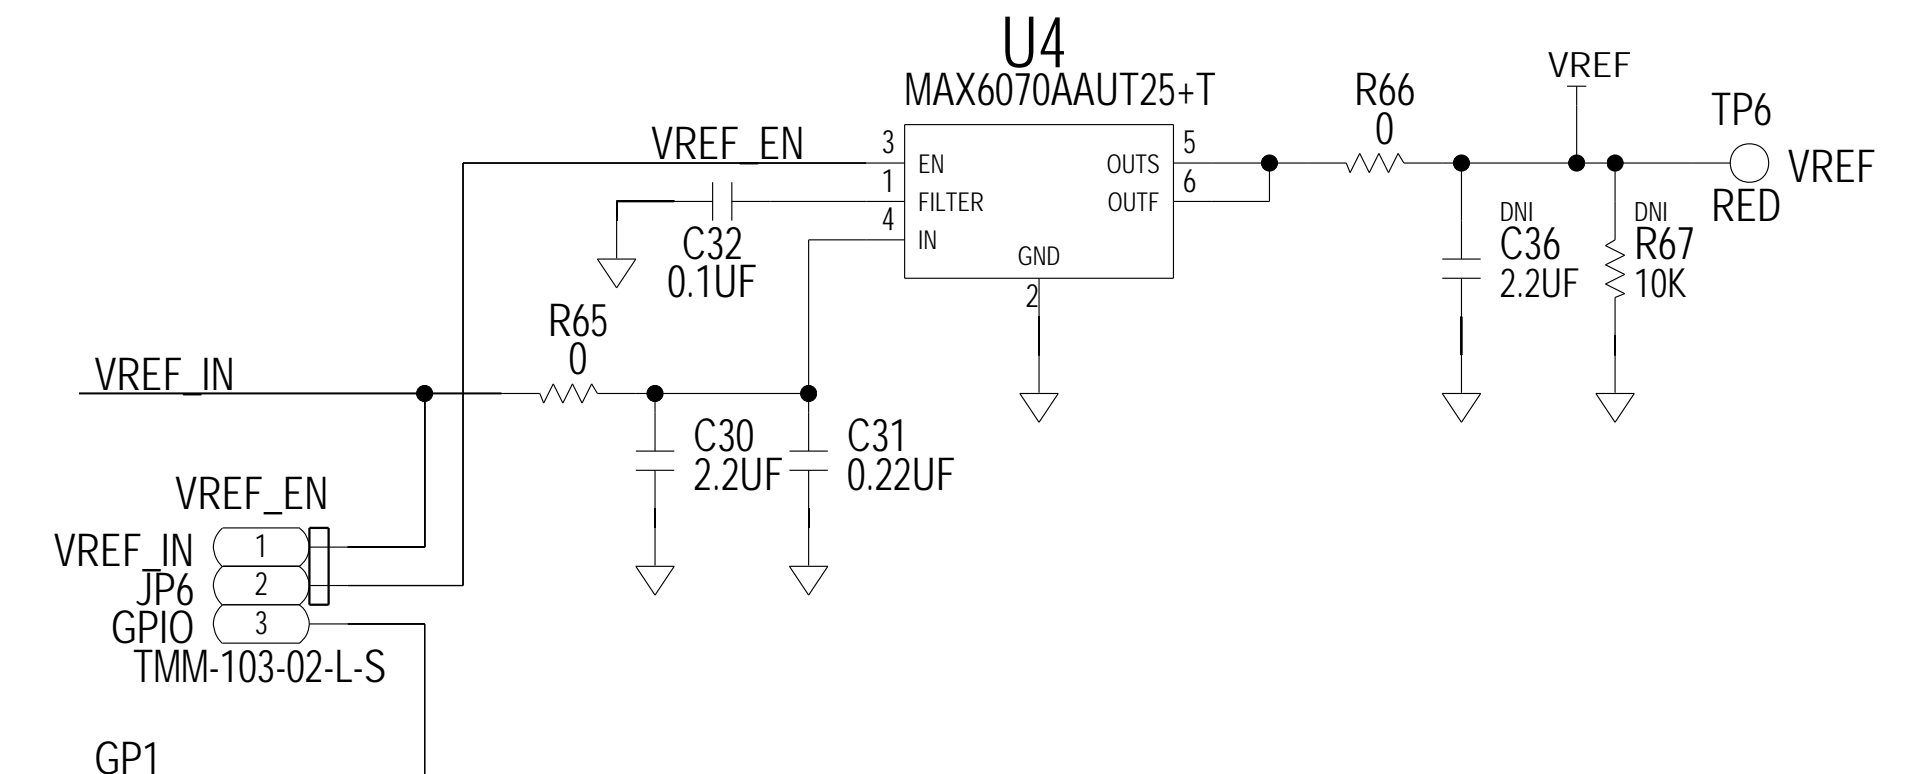 U4
MAX6070AAUT25+T
VREF_EN
3
EN
1
FILTER
4
IN
OUTS
5
OUTF
6
GND
2
C32
0.1UF
R66
0
VREF
TP6
VREF
RED
DNI
C36
2.2UF
DNI
R67
10K
VREF_IN
R65
0
C30
2.2UF
C31
0.22UF
VREF_EN
VREF_IN
1
JP6
2
GPIO
3
TMM-103-02-L-S
GP1